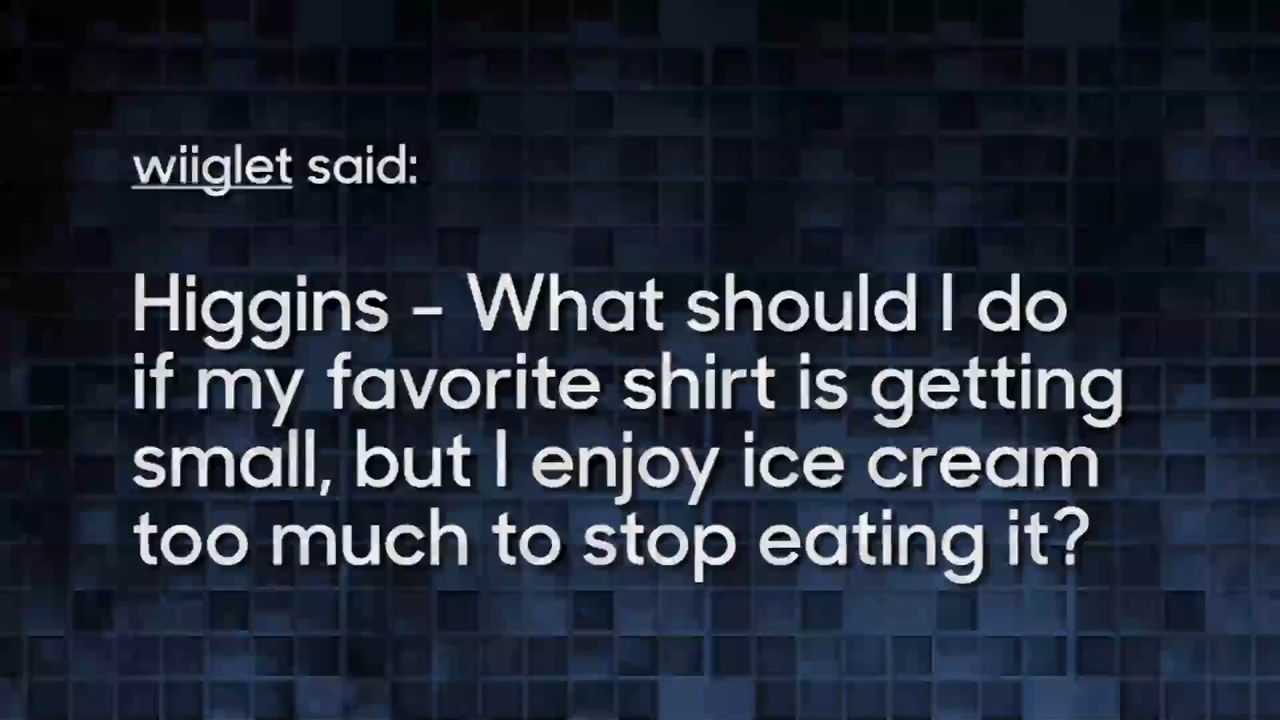 wiiglet said:
Higgins – What should I do
if my favorite shirt is getting
small, but I enjoy ice cream
too much to stop eating it?